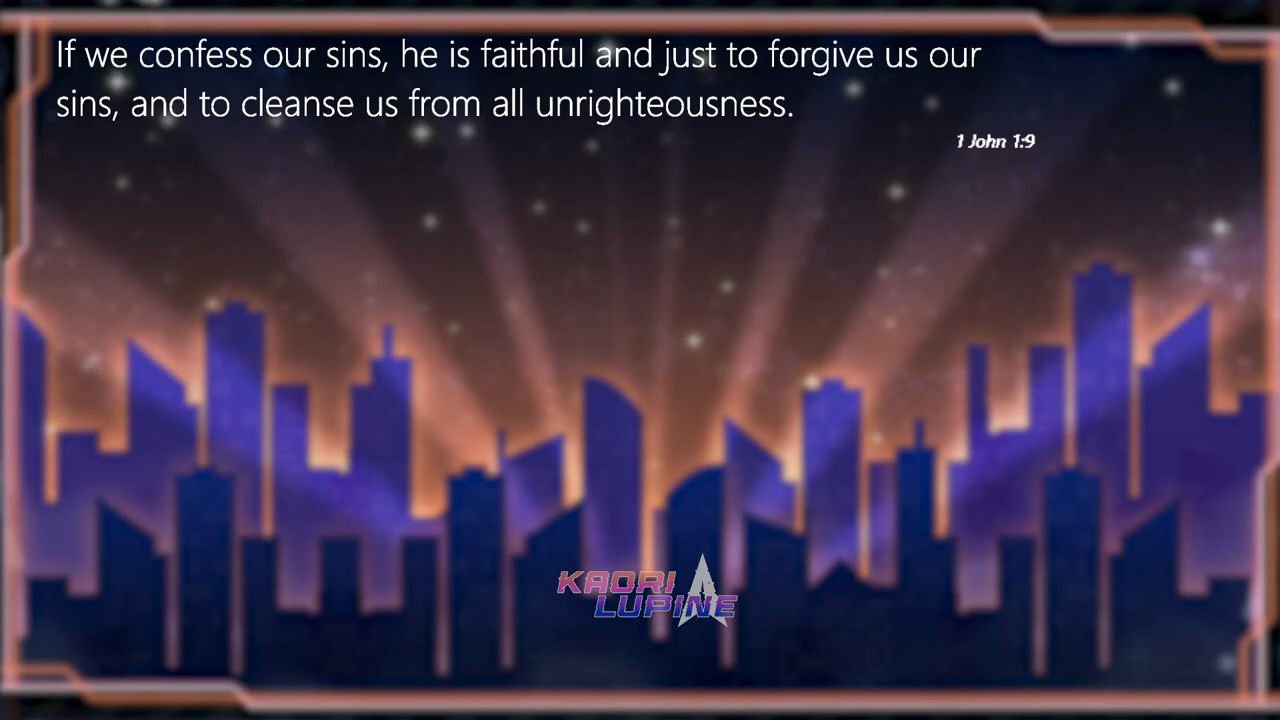 If we confess our sins, he is faithful and just to forgive us our
sins, and to cleanse us from all unrighteousness.
1 John 1:9
KAORI
LUPINE